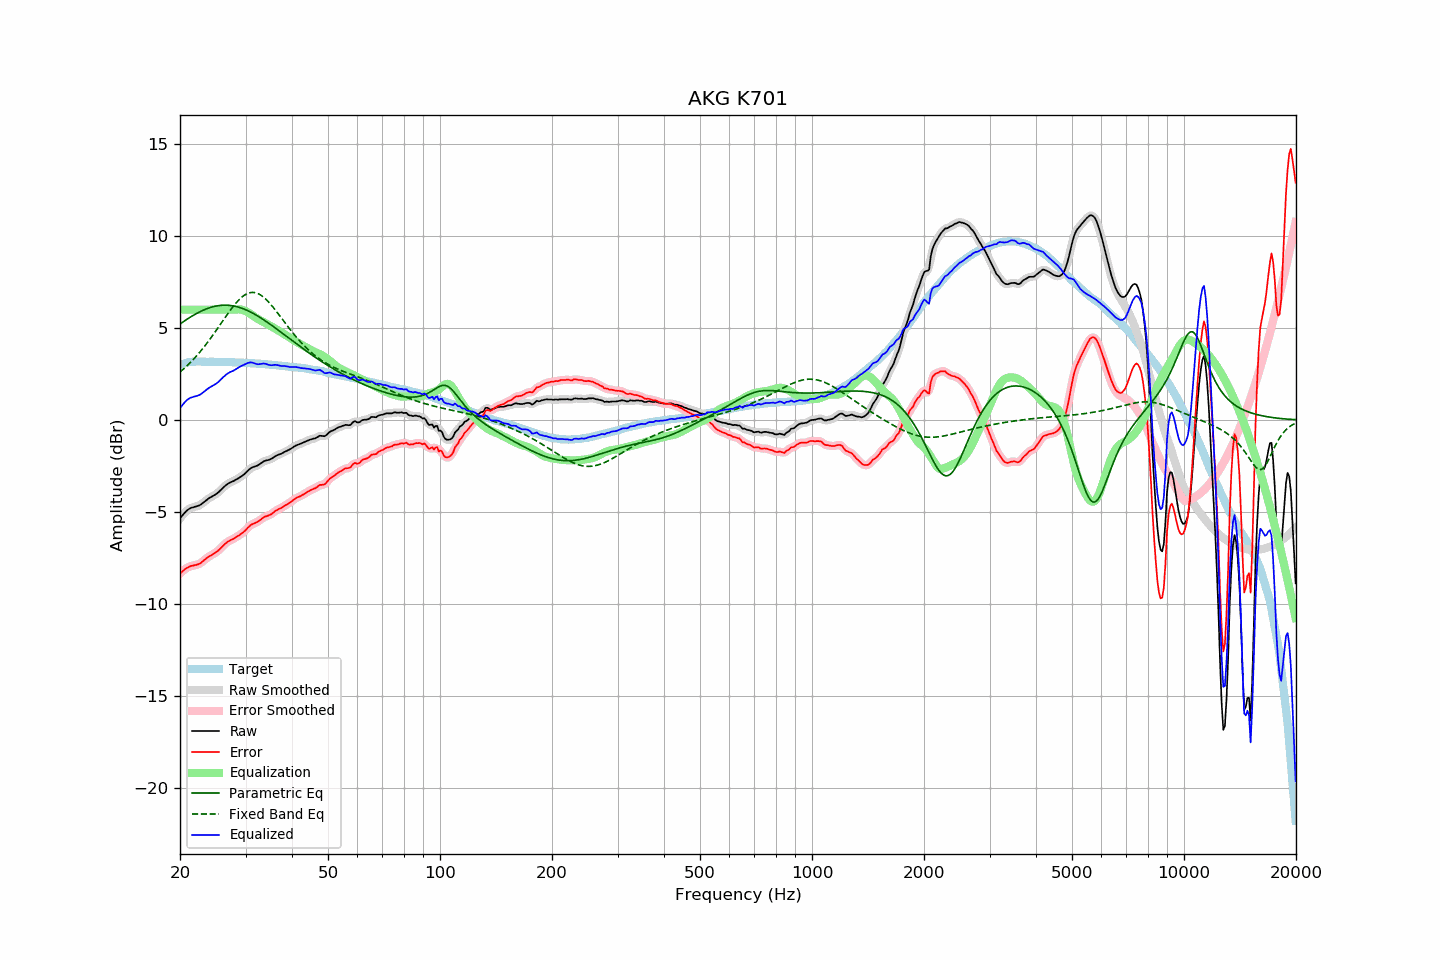 AKG K701
15
10
5
0
−5
−10
−15
−20
Amplitude (dBr)
Target
Raw Smoothed
Error Smoothed
Raw
Error
Equalization
Parametric Eq
Fixed Band Eq
Equalized
20 50 100 200 500 1000 2000 5000 10000 20000
Frequency (Hz)